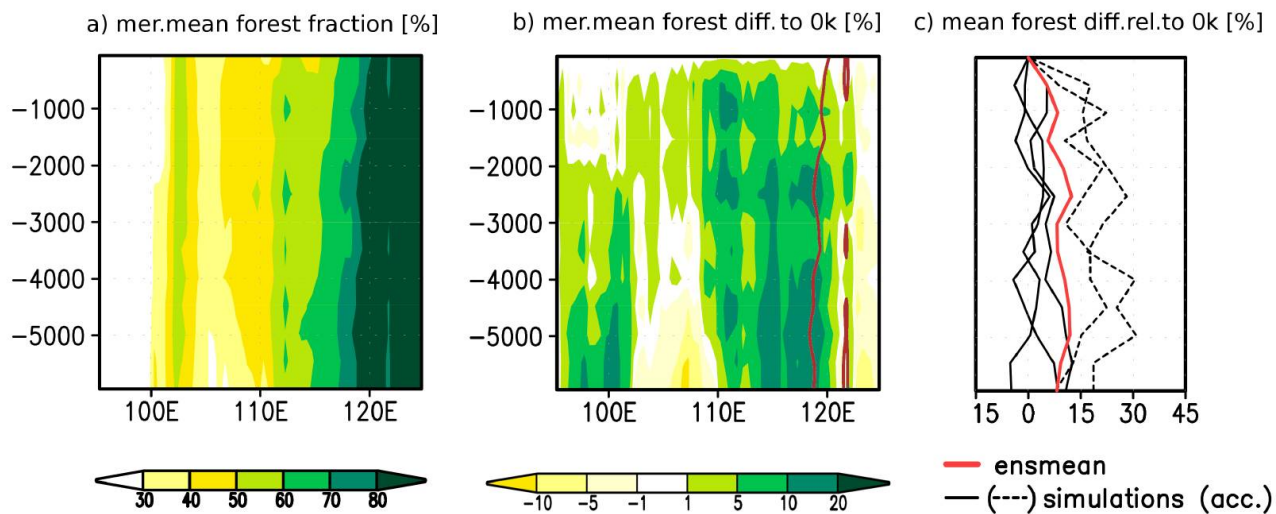 a) mer.mean forest fraction [%]
b) mer.mean forest diff. to 0k [%]
c) mean forest diff.rel.to 0k [%]
-1000
-2000
-3000
-4000
-5000
100E 110E 120E
30 40 50 60 70 80
-1000
-2000
-3000
-4000
-5000
100E 110E 120E
-10 -5 -1 1 5 10 20
15 0 15 30 45
ensmean
(----) simulations (acc.)